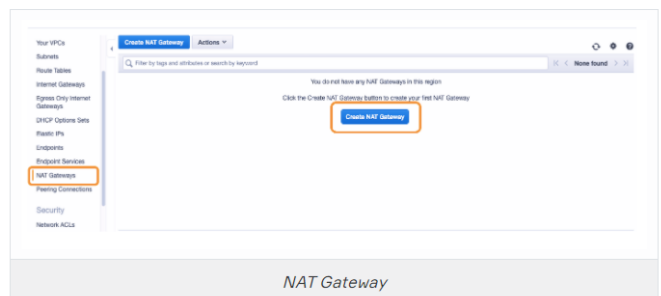 Your VPCs
Subnets
Route Tables
Internet Gateways
Egress Only Internet
Gateways
DHCP Options Sets
Elastic IPs
Endpoints
Endpoint Services
NAT Gateways
Peering Connections
Security
Network ACLs
Create NAT Gateway Actions
Filter by tags and attributes or search by keyword
None found
You do not have any NAT Gateways in this region
Click the Create NAT Gateway button to create your first NAT Gateway
Create NAT Gateway
NAT Gateway